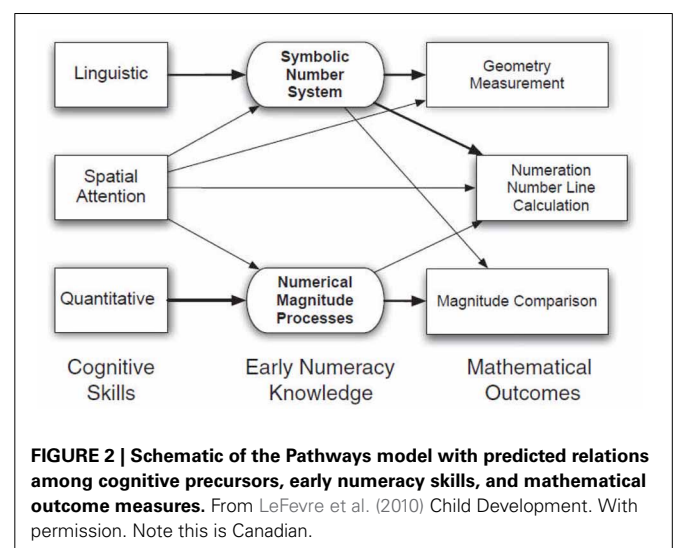 Linguistic
Symbolic
Number
System
Geometry
Measurement
Spatial
Attention
Numeration
Number Line
Calculation
Quantitative
Numerical
Magnitude
Processes
Magnitude Comparison
Cognitive
Skills
Early Numeracy
Knowledge
Mathematical
Outcomes
FIGURE 2 | Schematic of the Pathways model with predicted relations
among cognitive precursors, early numeracy skills, and mathematical
outcome measures. From LeFevre et al. (2010) Child Development. With
permission. Note this is Canadian.